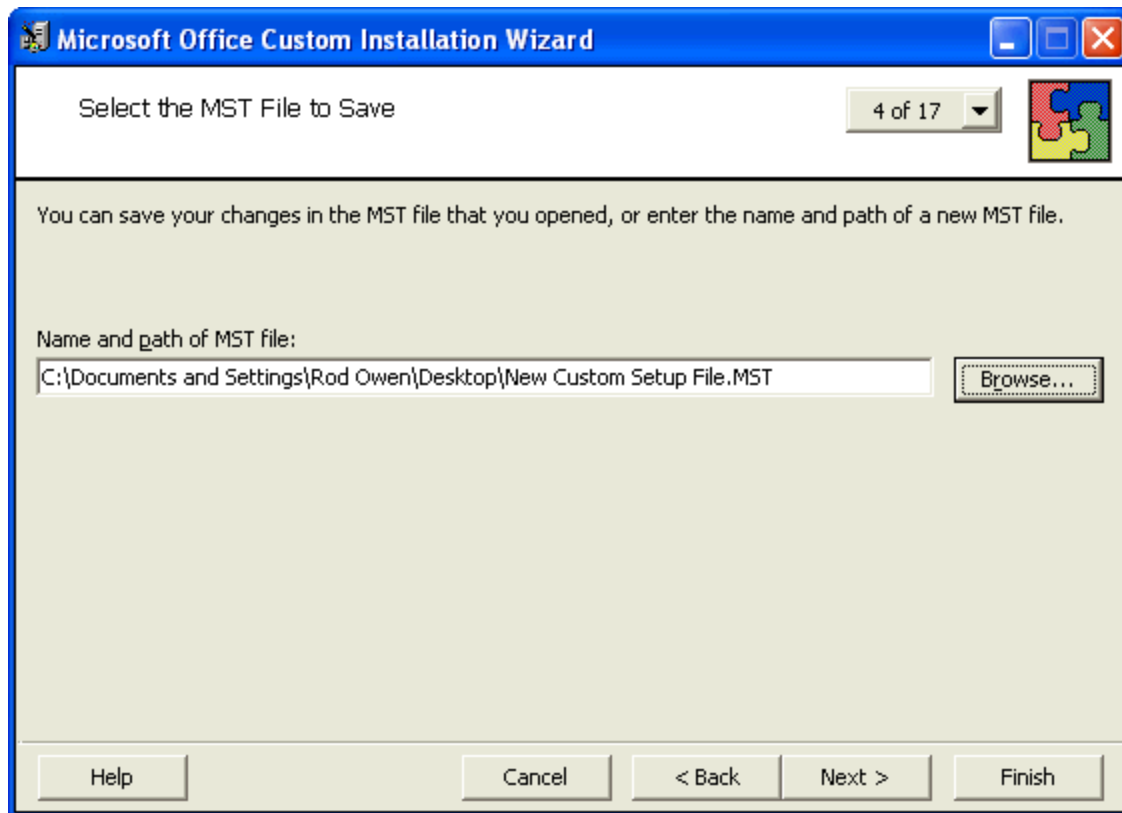 Microsoft Office Custom Installation Wizard
Select the MST File to Save
4 of 17
You can save your changes in the MST file that you opened, or enter the name and path of a new MST file.
Name and path of MST file:
C:\Documents and Settings\Rod Owen\Desktop\New Custom Setup File.MST
Browse...
Help
Cancel
< Back
Next >
Finish